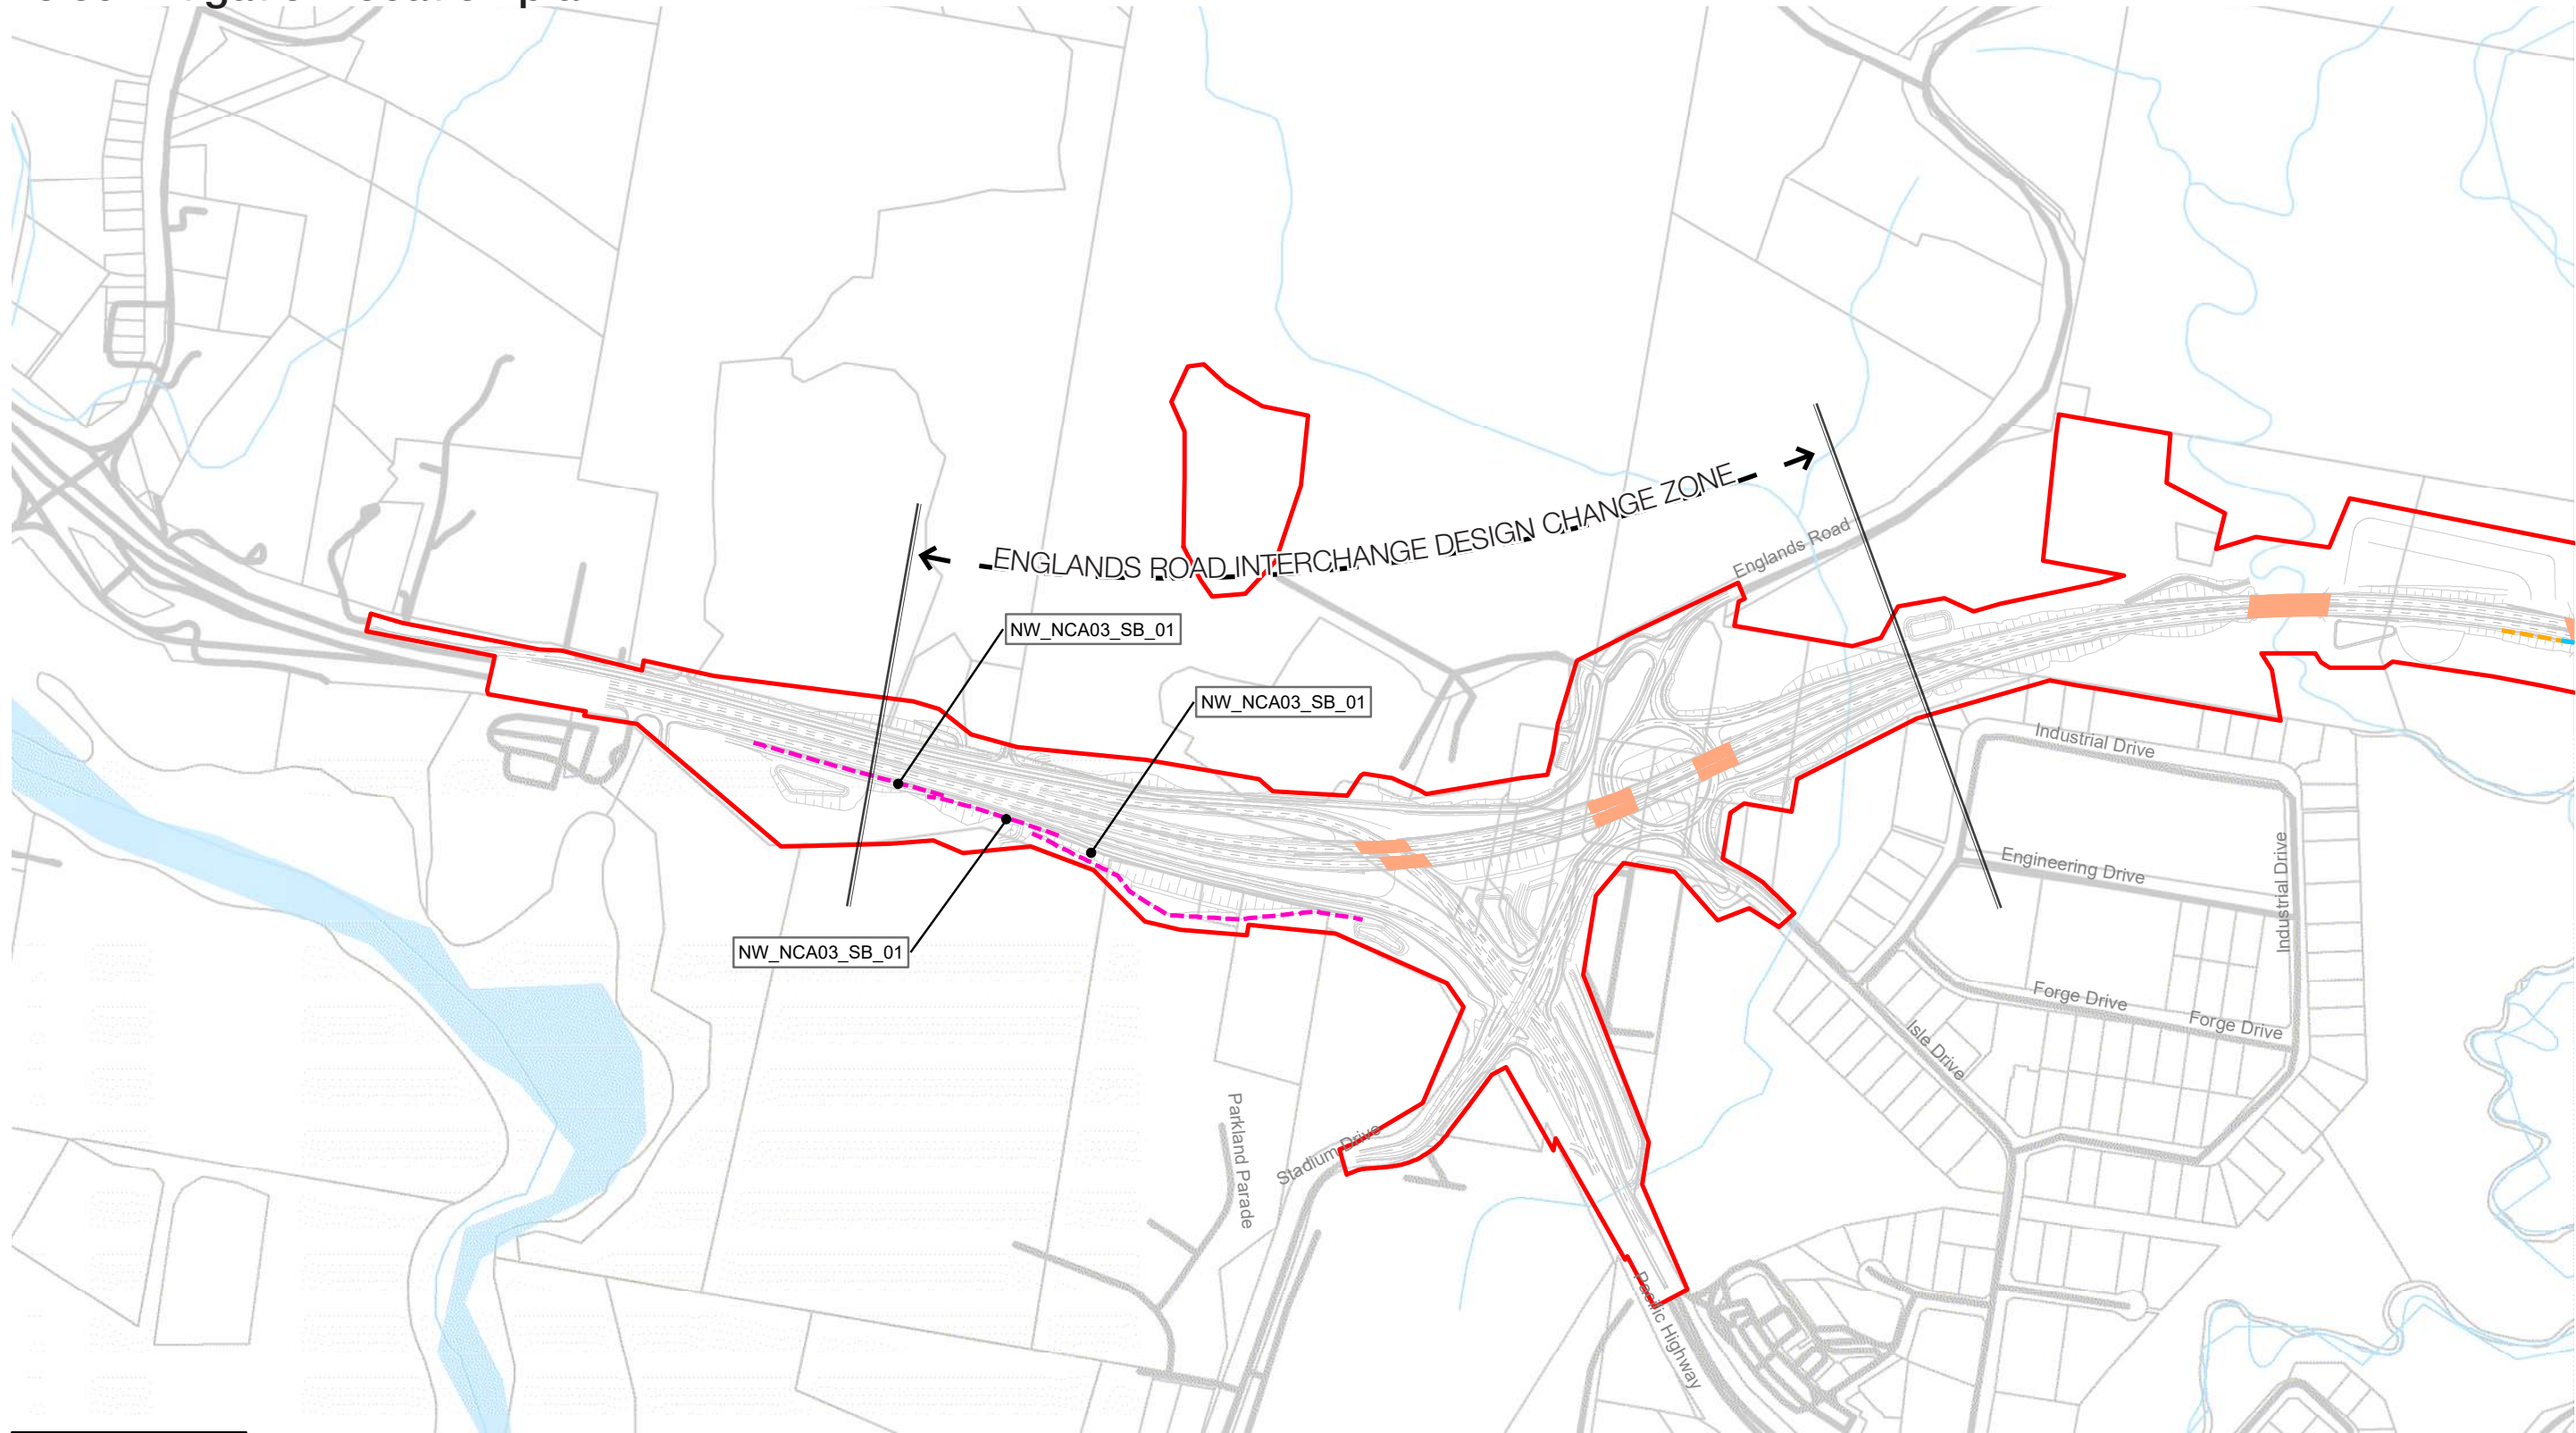 ENGLANDS ROAD INTERCHANGE DESIGN CHANGE ZONE
Englands Road
NW_NCA03_SB_01
NW_NCA03_SB_01
NW_NCA03_SB_01
Industrial Drive
Engineering Drive
Industrial Drive
Forge Drive
Forge Drive
Isle Drive
Parkland Parade
Stadium Drive
Pacific Highway